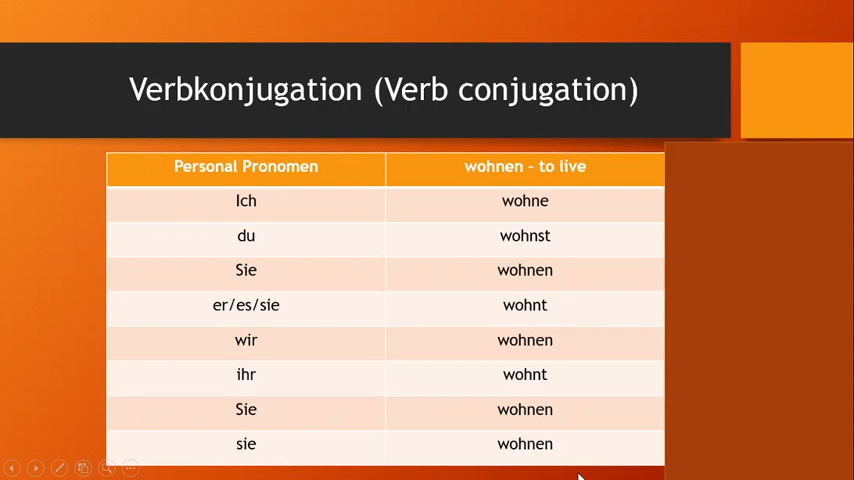 Verbkonjugation (Verb conjugation)
Personal Pronomen wohnen – to live
Ich wohne
du wohnst
Sie wohnen
er/es/sie wohnt
wir wohnen
ihr wohnt
Sie wohnen
sie wohnen